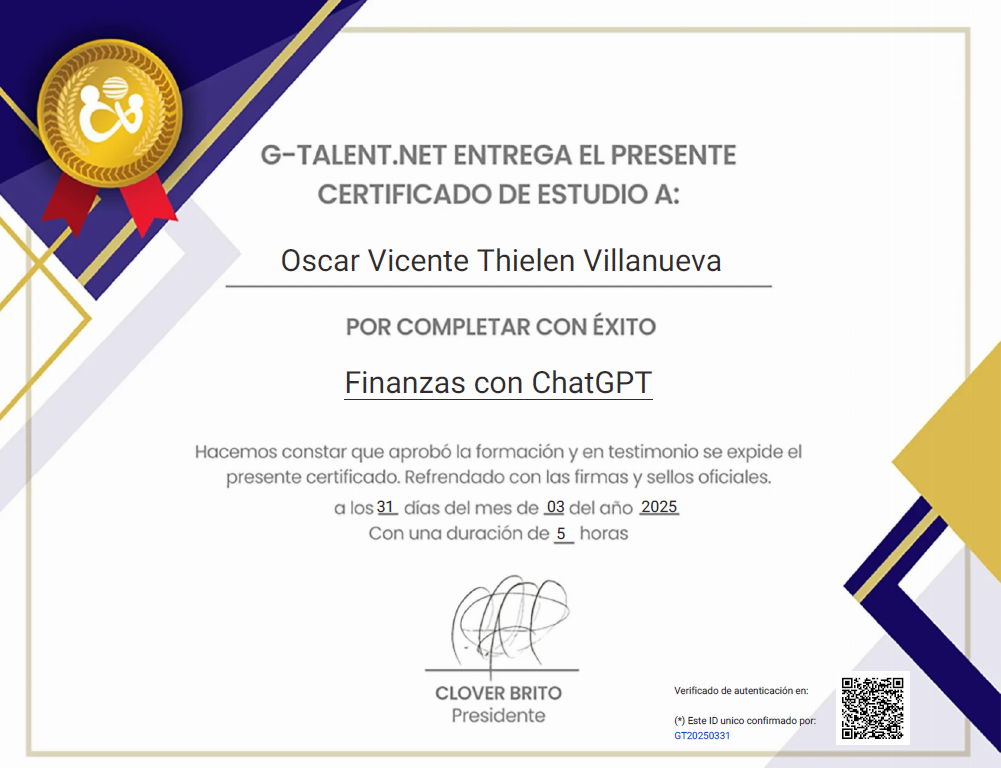 G-TALENT.NET ENTREGA EL PRESENTE
CERTIFICADO DE ESTUDIO A:
Oscar Vicente Thielen Villanueva
POR COMPLETAR CON ÉXITO
Finanzas con ChatGPT
Hacemos constar que aprobó la formación y en testimonio se expide el
presente certificado. Refrendado con las firmas y sellos oficiales.
a los 31 días del mes de 03 del año 2025
Con una duración de 5 horas
CLOVER BRITO
Presidente
Verificado de autenticación en:
(*) Este ID unico confirmado por:
GT20250331